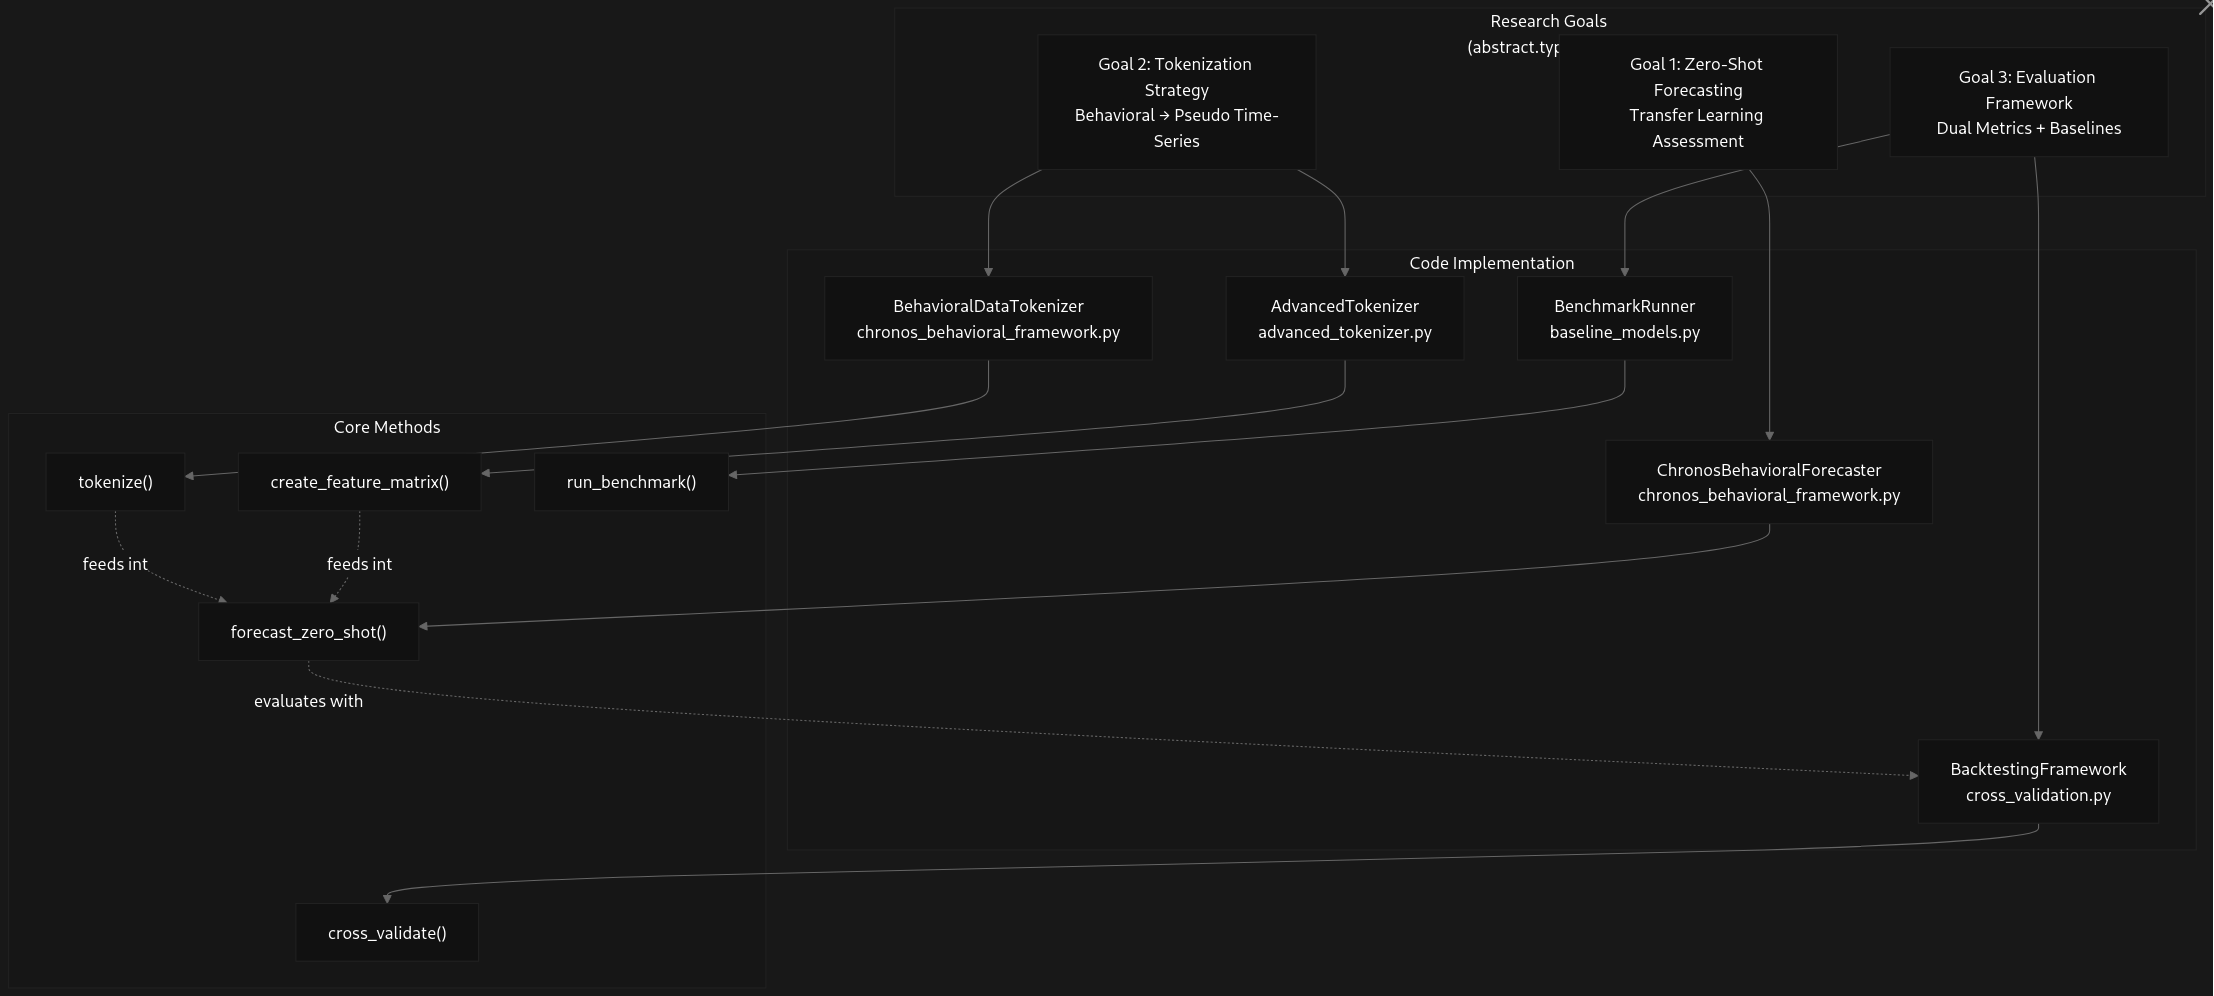 Research Goals
(abstract.typ
Goal 2: Tokenization
Strategy
Behavioral → Pseudo Time-
Series
Goal 1: Zero-Shot
Forecasting
Transfer Learning
Assessment
Goal 3: Evaluation
Framework
Dual Metrics + Baselines
Code Implementation
BehavioralDataTokenizer
chronos_behavioral_framework.py
AdvancedTokenizer
advanced_tokenizer.py
BenchmarkRunner
baseline_models.py
ChronosBehavioralForecaster
chronos_behavioral_framework.py
BacktestingFramework
cross_validation.py
Core Methods
tokenize()
create_feature_matrix()
run_benchmark()
feeds int
feeds int
forecast_zero_shot()
evaluates with
cross_validate()